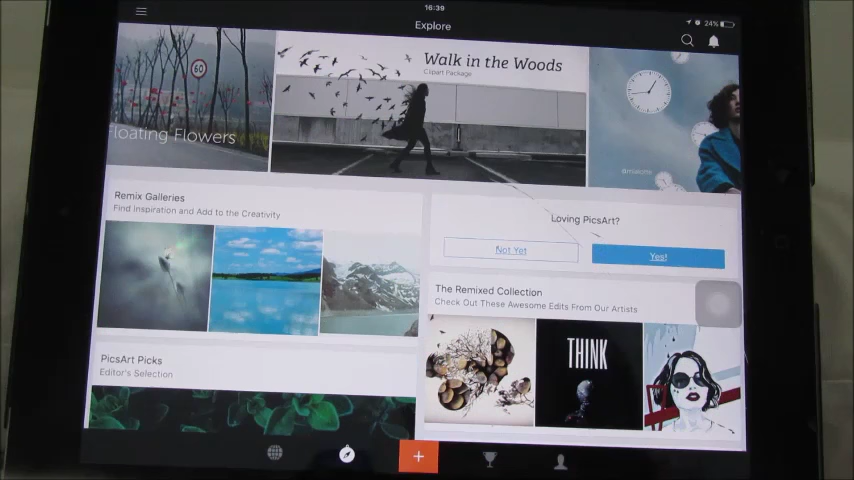 16:39
24%
Explore
60
Floating Flowers
Walk in the Woods
Clipart Package
Remix Galleries
Find Inspiration and Add to the Creativity
Loving PicsArt?
Not Yet
Yes!
The Remixed Collection
Check Out These Awesome Edits From Our Artists
THINK
PicsArt Picks
Editor's Selection
+